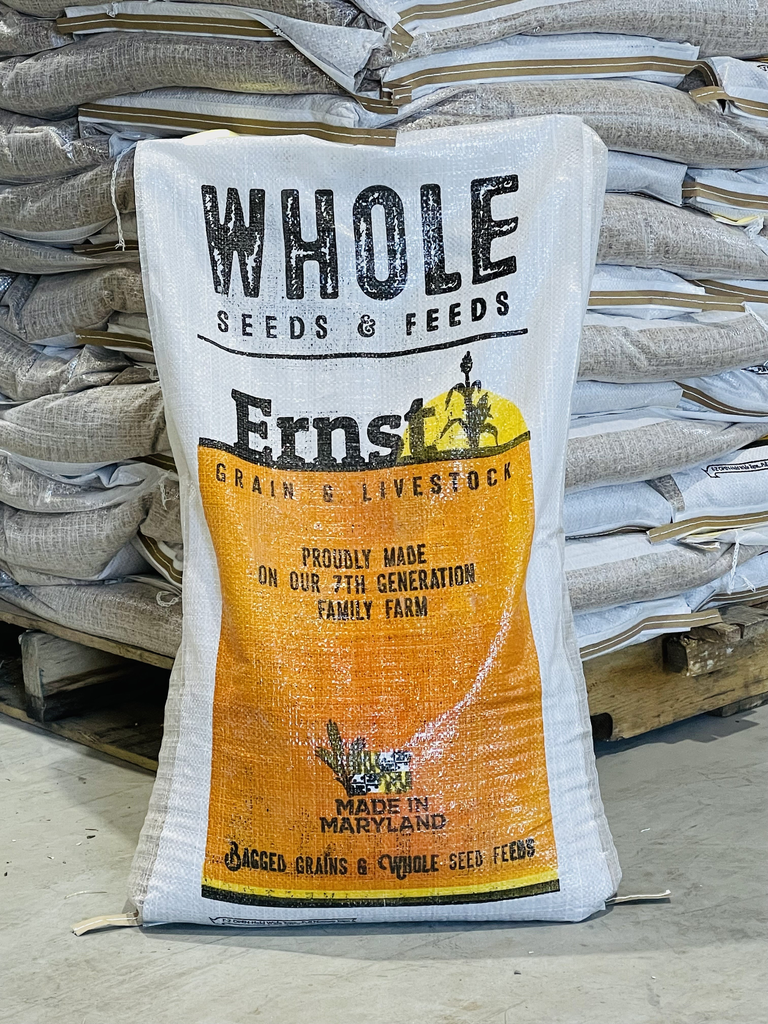 WHOLE
SEEDS & FEEDS
Ernst
GRAIN & LIVESTOCK
PROUDLY MADE
ON OUR 7TH GENERATION
FAMILY FARM
MADE IN
MARYLAND
BAGGED GRAINS & WHOLE SEED FEEDS